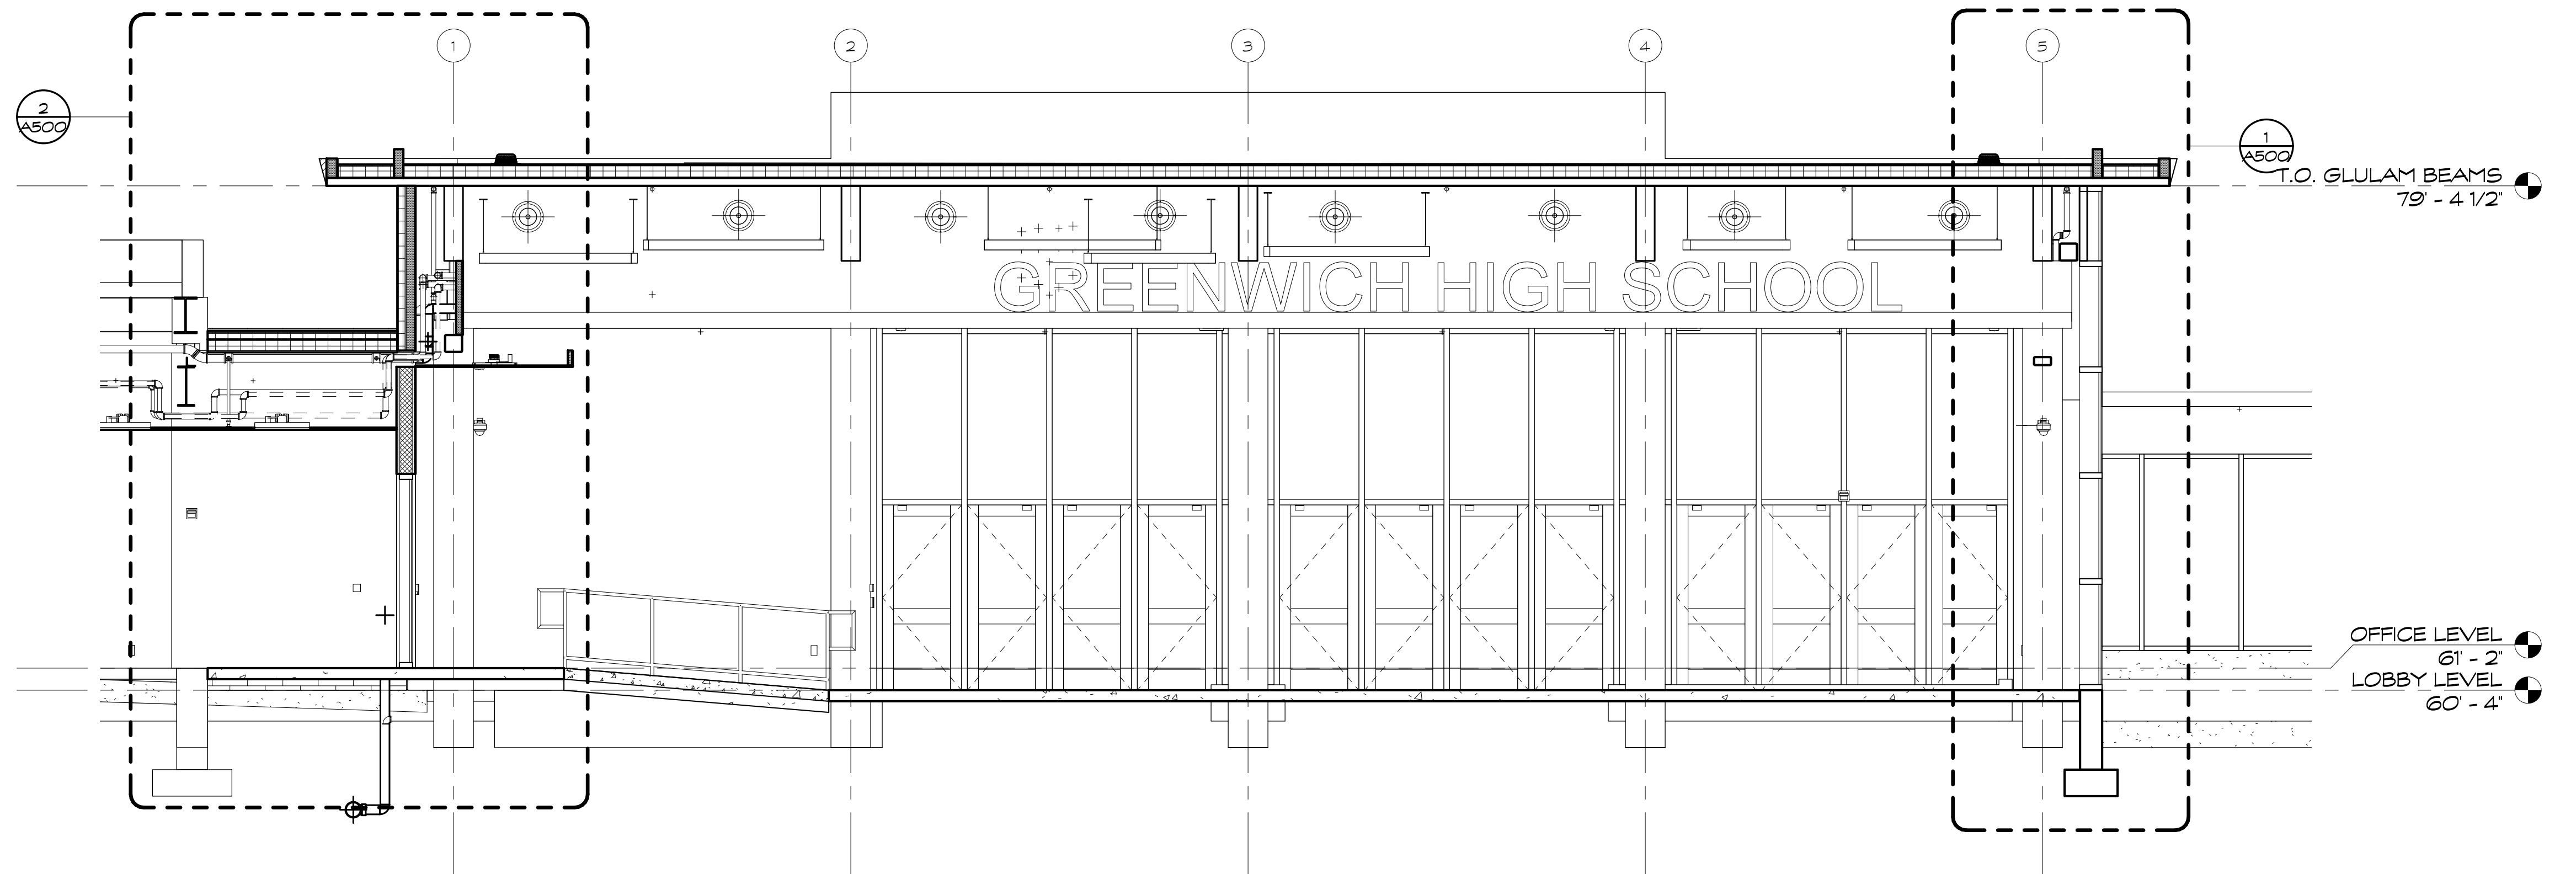 1
2
3
4
5
2
A500
1
A500
T.O. GLULAM BEAMS
79' - 4 1/2"
GREENWICH HIGH SCHOOL
OFFICE LEVEL
61' - 2"
LOBBY LEVEL
60' - 4"